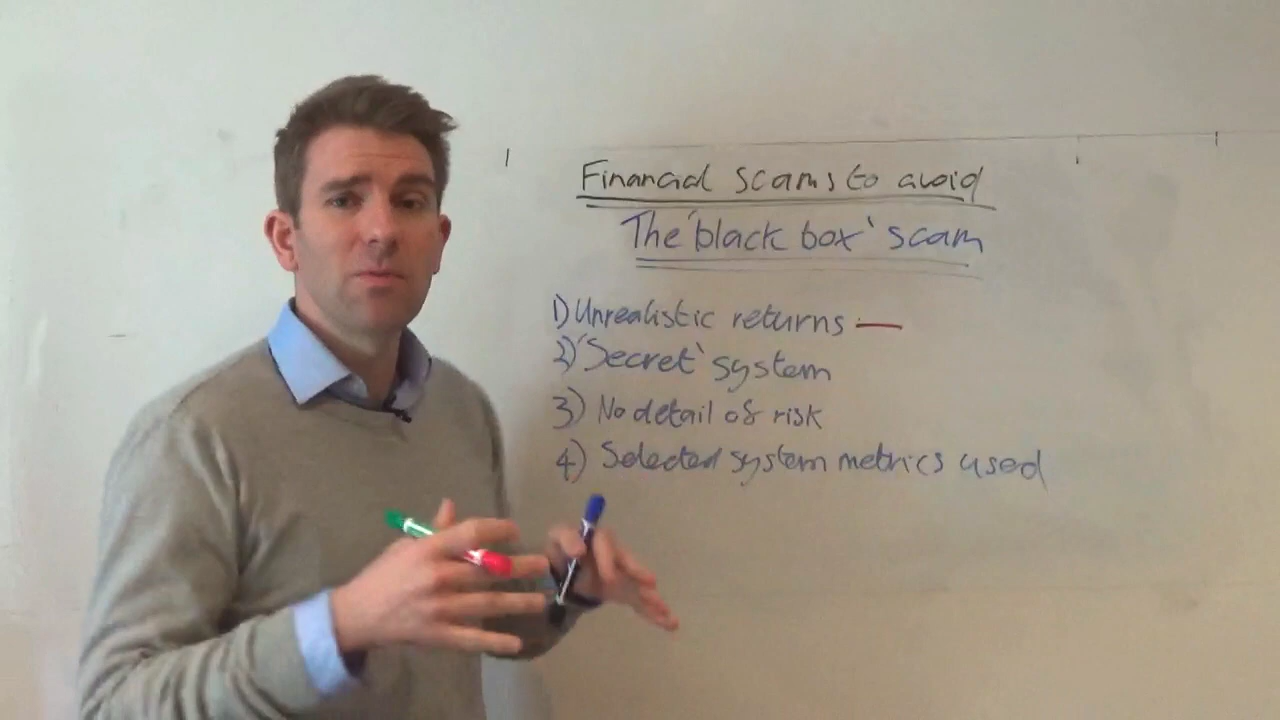 Financial scams to avoid
The 'black box' scam
1) Unrealistic returns —
2) 'Secret' system
3) No detail of risk
4) Selected system metrics used